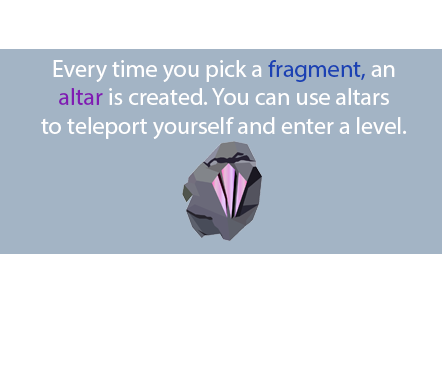 Every time you pick a fragment, an
altar is created. You can use altars
to teleport yourself and enter a level.